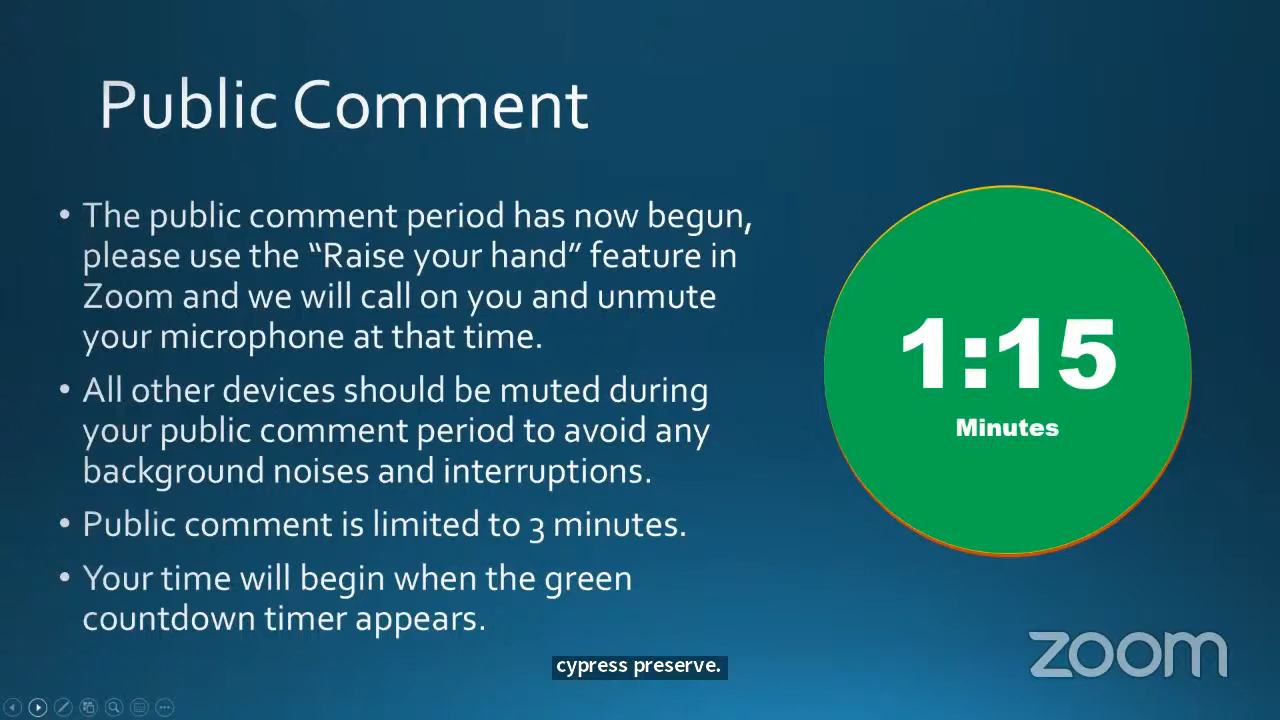 Public Comment
• The public comment period has now begun,
please use the “Raise your hand” feature in
Zoom and we will call on you and unmute
your microphone at that time.
• All other devices should be muted during
your public comment period to avoid any
background noises and interruptions.
• Public comment is limited to 3 minutes.
• Your time will begin when the green
countdown timer appears.
1:15
Minutes
cypress preserve.
zoom